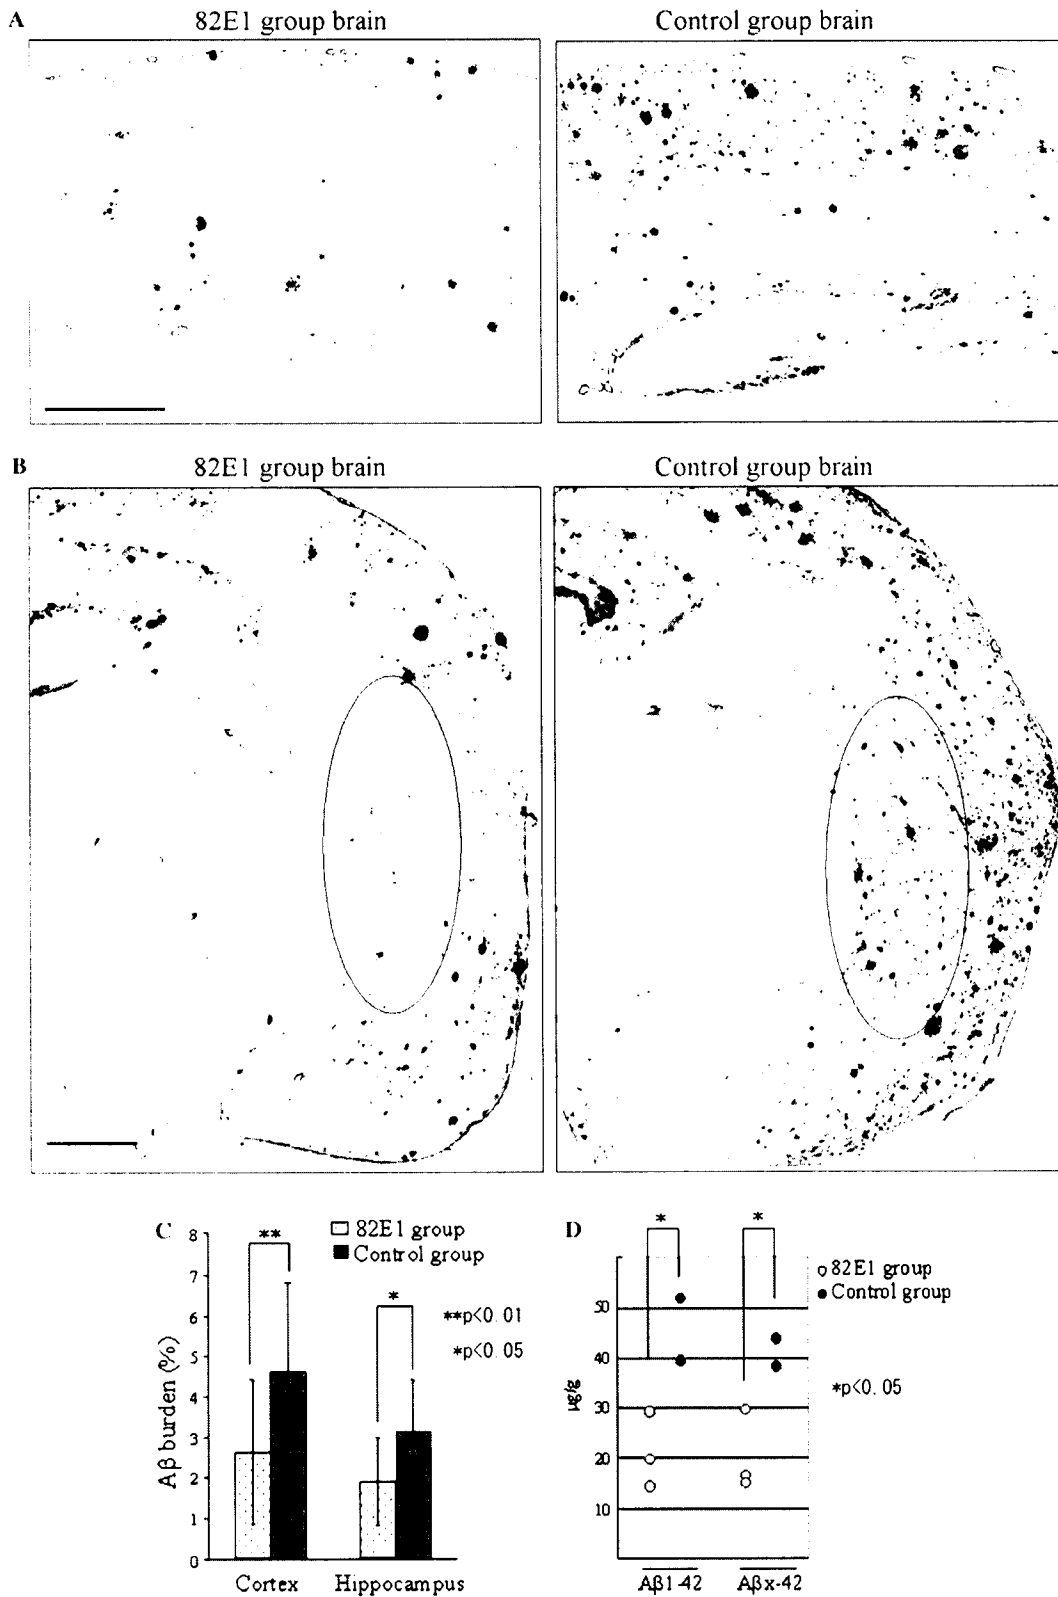 A
82E1 group brain
Control group brain
B
82E1 group brain
Control group brain
C
8
7
6
5
4
3
2
1
0
Aβ burden (%)
82E1 group
Control group
**
*
**p<0.01
*p<0.05
Cortex
Hippocampus
D
*
*
50
40
30
20
10
µg/g
82E1 group
Control group
*p<0.05
Aβ1-42
Aβx-42